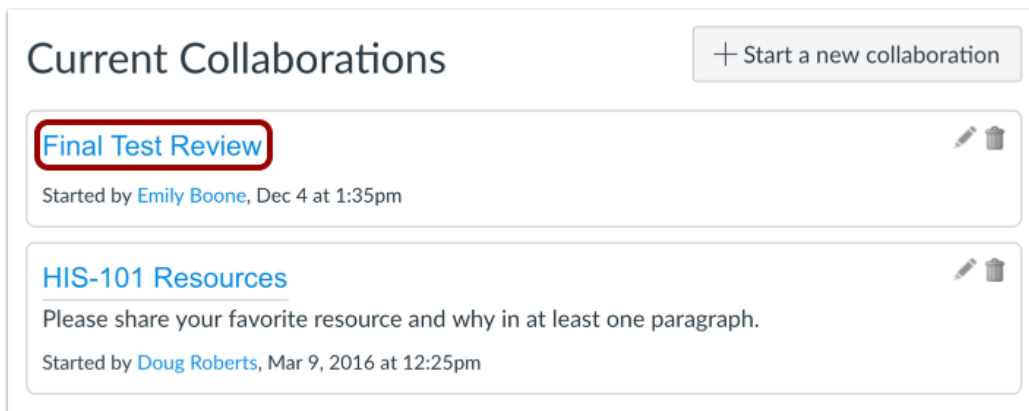 Current Collaborations
+ Start a new collaboration
Final Test Review
Started by Emily Boone, Dec 4 at 1:35pm
HIS-101 Resources
Please share your favorite resource and why in at least one paragraph.
Started by Doug Roberts, Mar 9, 2016 at 12:25pm